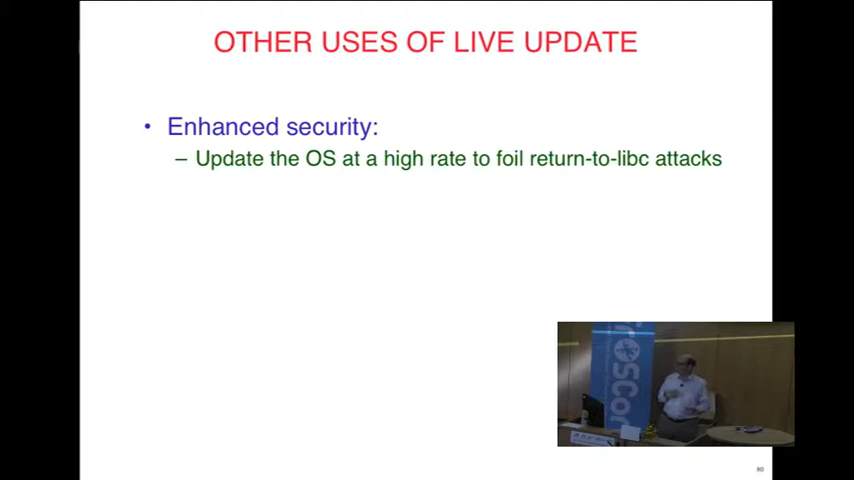 OTHER USES OF LIVE UPDATE
• Enhanced security:
– Update the OS at a high rate to foil return-to-libc attacks
OSCon